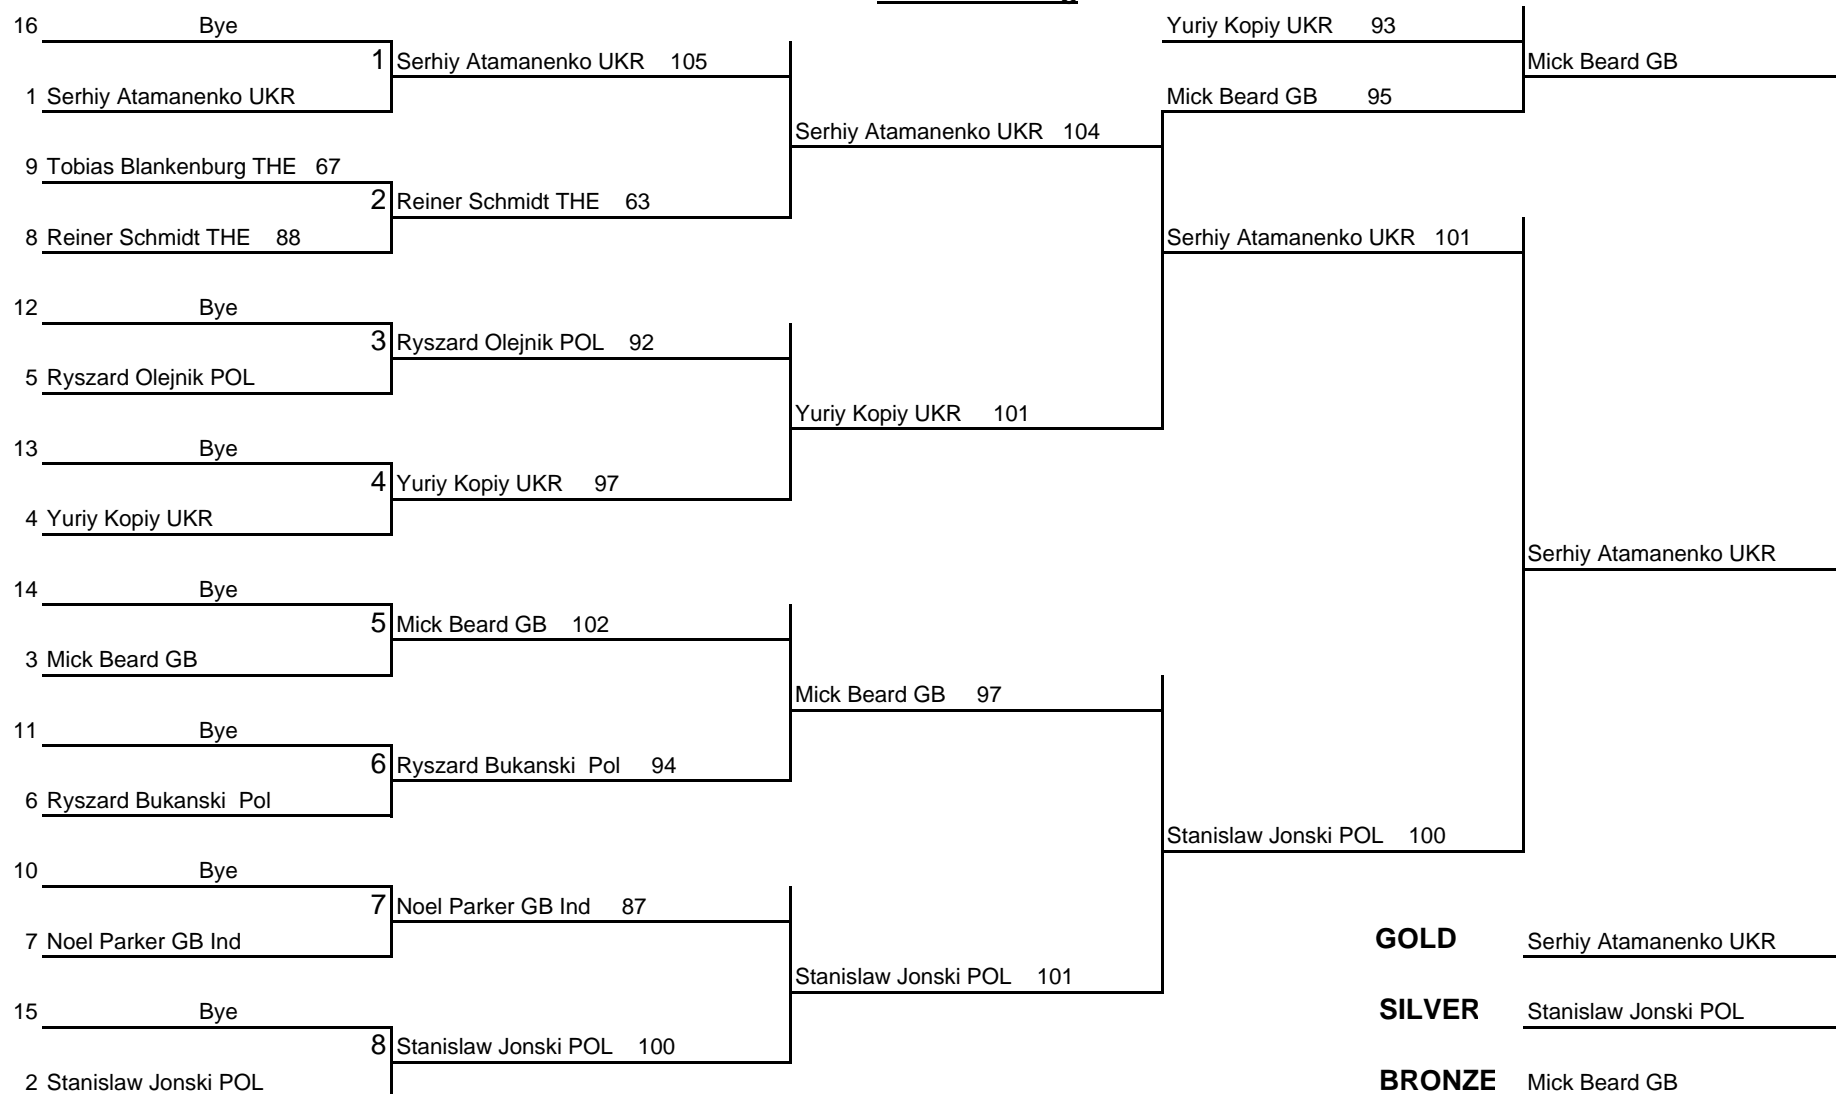 16 Bye
1 Serhiy Atamanenko UKR 105
1 Serhiy Atamanenko UKR
9 Tobias Blankenburg THE 67
2 Reiner Schmidt THE 63
8 Reiner Schmidt THE 88
12 Bye
3 Ryszard Olejnik POL 92
5 Ryszard Olejnik POL
13 Bye
4 Yuriy Kopiy UKR 97
4 Yuriy Kopiy UKR
14 Bye
5 Mick Beard GB 102
3 Mick Beard GB
11 Bye
6 Ryszard Bukanski Pol 94
6 Ryszard Bukanski Pol
10 Bye
7 Noel Parker GB Ind 87
7 Noel Parker GB Ind
15 Bye
8 Stanislaw Jonski POL 100
2 Stanislaw Jonski POL
Serhiy Atamanenko UKR 104
Yuriy Kopiy UKR 101
Mick Beard GB 97
Stanislaw Jonski POL 101
Yuriy Kopiy UKR 93
Mick Beard GB 95
Serhiy Atamanenko UKR 101
Stanislaw Jonski POL 100
Mick Beard GB
Serhiy Atamanenko UKR
GOLD Serhiy Atamanenko UKR
SILVER Stanislaw Jonski POL
BRONZE Mick Beard GB